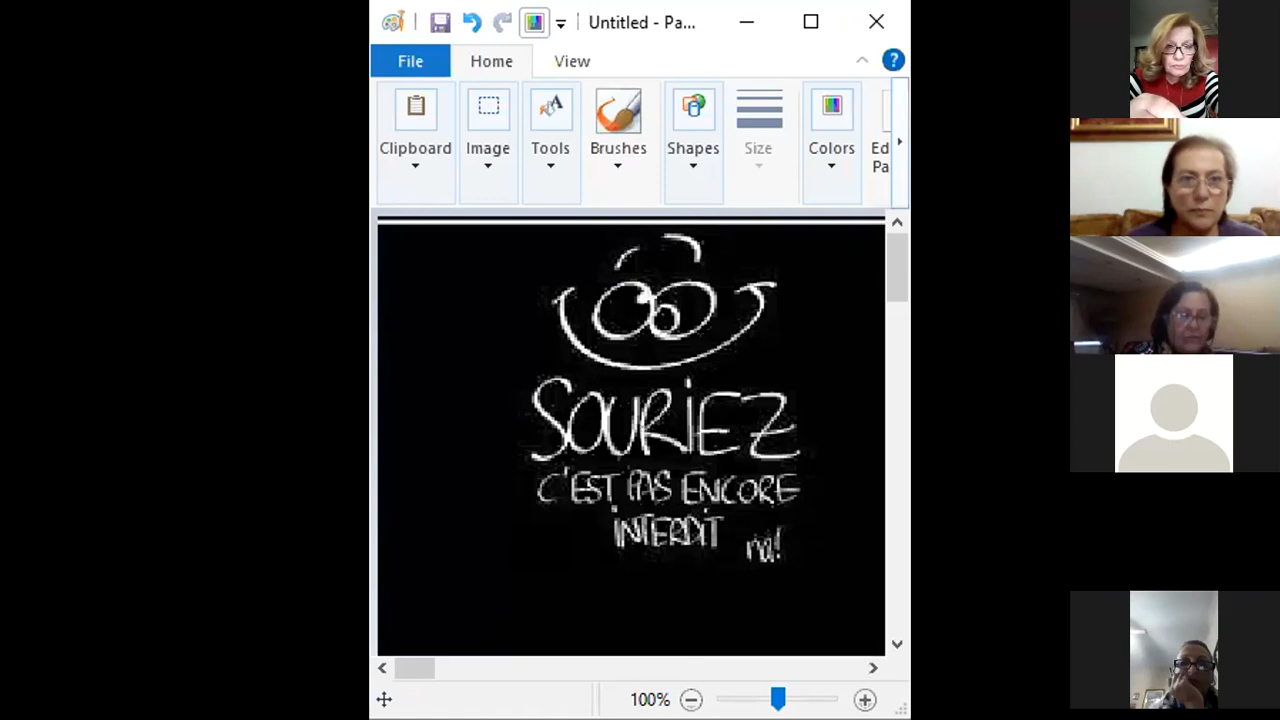 Untitled - Pa...
File Home View
Clipboard Image Tools Brushes Shapes Size Colors Ed
Pa
SOURIEZ
C'EST PAS ENCORE
INTERDIT na!
100%